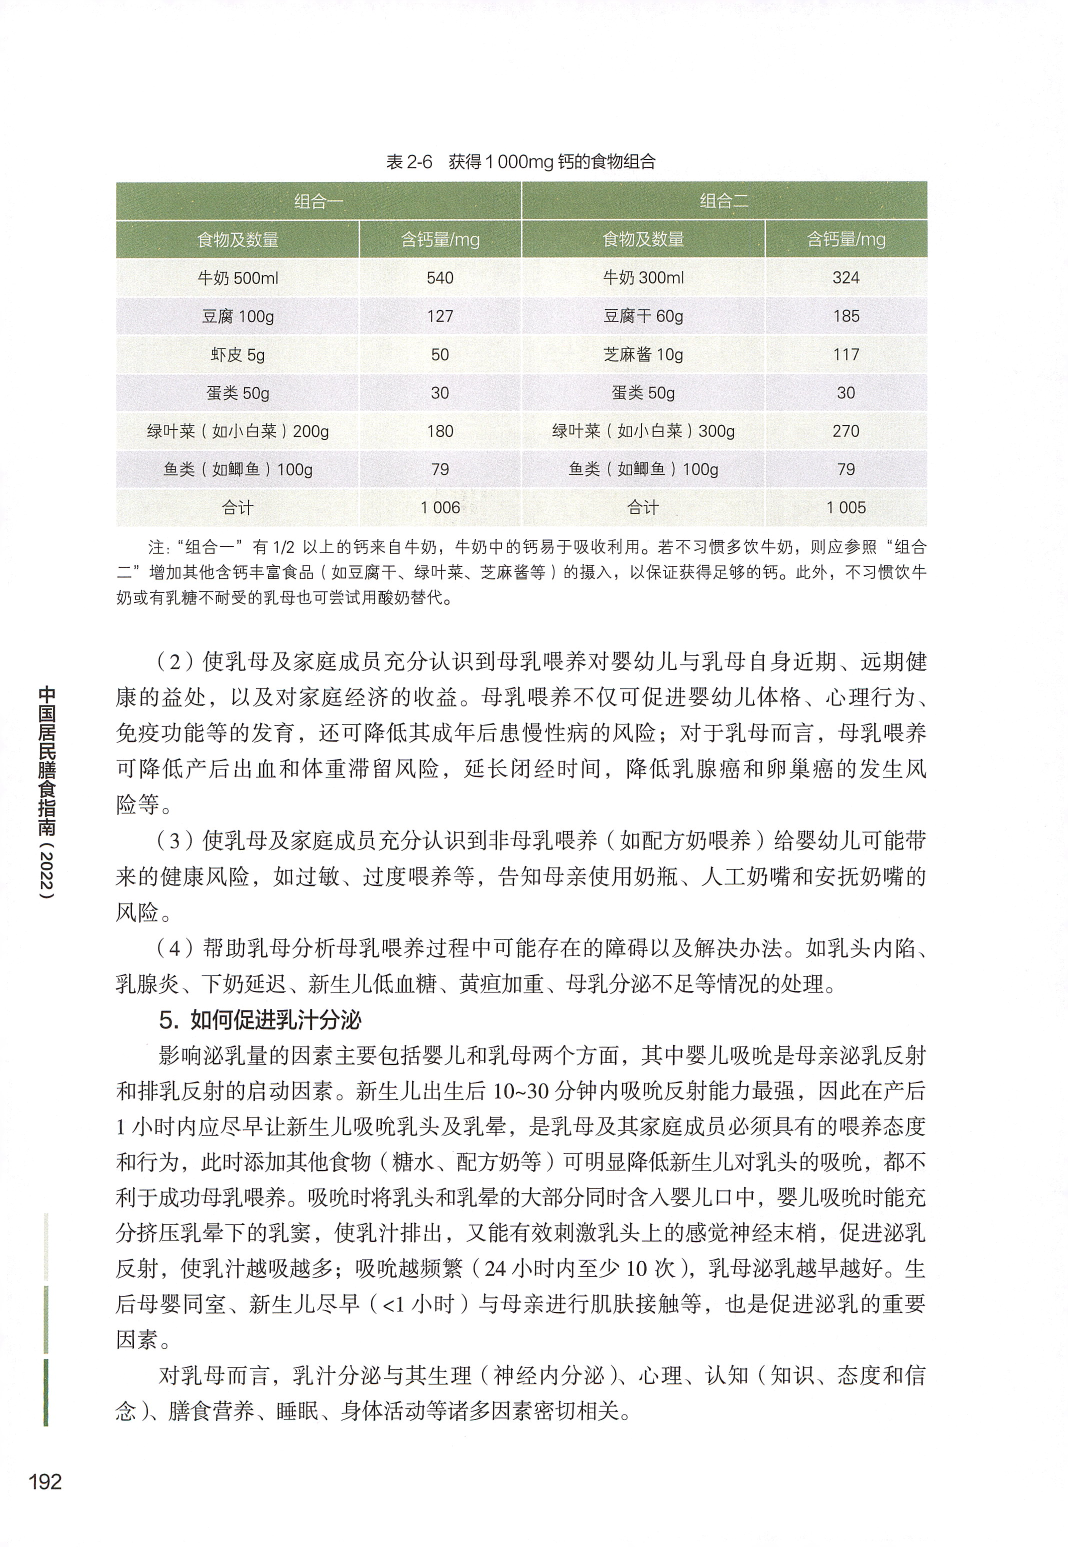 表 2-6　获得 1 000mg 钙的食物组合
组合一　组合二
食物及数量　含钙量/mg　食物及数量　含钙量/mg
牛奶 500ml　540　牛奶 300ml　324
豆腐 100g　127　豆腐干 60g　185
虾皮 5g　50　芝麻酱 10g　117
蛋类 50g　30　蛋类 50g　30
绿叶菜（如小白菜）200g　180　绿叶菜（如小白菜）300g　270
鱼类（如鲫鱼）100g　79　鱼类（如鲫鱼）100g　79
合计　1 006　合计　1 005
注：“组合一”有 1/2 以上的钙来自牛奶，牛奶中的钙易于吸收利用。若不习惯多饮牛奶，则应参照“组合
二”增加其他含钙丰富食品（如豆腐干、绿叶菜、芝麻酱等）的摄入，以保证获得足够的钙。此外，不习惯饮牛
奶或有乳糖不耐受的乳母也可尝试用酸奶替代。
（2）使乳母及家庭成员充分认识到母乳喂养对婴幼儿与乳母自身近期、远期健
康的益处，以及对家庭经济的收益。母乳喂养不仅可促进婴幼儿体格、心理行为、
免疫功能等的发育，还可降低其成年后患慢性病的风险；对于乳母而言，母乳喂养
可降低产后出血和体重滞留风险，延长闭经时间，降低乳腺癌和卵巢癌的发生风
险等。
（3）使乳母及家庭成员充分认识到非母乳喂养（如配方奶喂养）给婴幼儿可能带
来的健康风险，如过敏、过度喂养等，告知母亲使用奶瓶、人工奶嘴和安抚奶嘴的
风险。
（4）帮助乳母分析母乳喂养过程中可能存在的障碍以及解决办法。如乳头内陷、
乳腺炎、下奶延迟、新生儿低血糖、黄疸加重、母乳分泌不足等情况的处理。
5. 如何促进乳汁分泌
影响泌乳量的因素主要包括婴儿和乳母两个方面，其中婴儿吸吮是母亲泌乳反射
和排乳反射的启动因素。新生儿出生后 10~30 分钟内吸吮反射能力最强，因此在产后
1 小时内应尽早让新生儿吸吮乳头及乳晕，是乳母及其家庭成员必须具有的喂养态度
和行为，此时添加其他食物（糖水、配方奶等）可明显降低新生儿对乳头的吸吮，都不
利于成功母乳喂养。吸吮时将乳头和乳晕的大部分同时含入婴儿口中，婴儿吸吮时能充
分挤压乳晕下的乳窦，使乳汁排出，又能有效刺激乳头上的感觉神经末梢，促进泌乳
反射，使乳汁越吸越多；吸吮越频繁（24 小时内至少 10 次），乳母泌乳越早越好。生
后母婴同室、新生儿尽早（<1 小时）与母亲进行肌肤接触等，也是促进泌乳的重要
因素。
对乳母而言，乳汁分泌与其生理（神经内分泌）、心理、认知（知识、态度和信
念）、膳食营养、睡眠、身体活动等诸多因素密切相关。
中国居民膳食指南（2022）
192